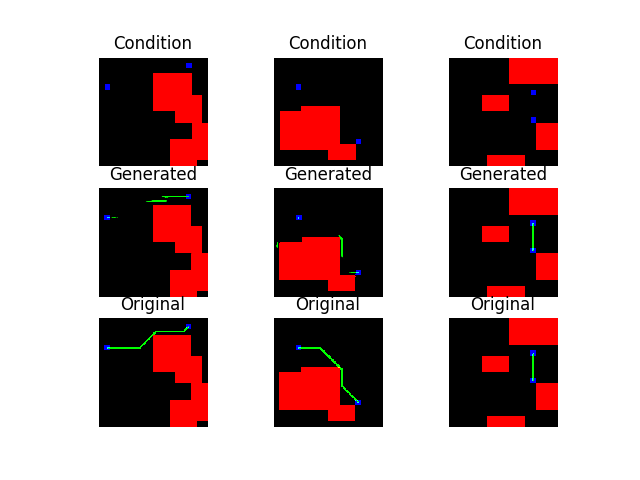 Condition Condition Condition
Generated Generated Generated
Original Original Original